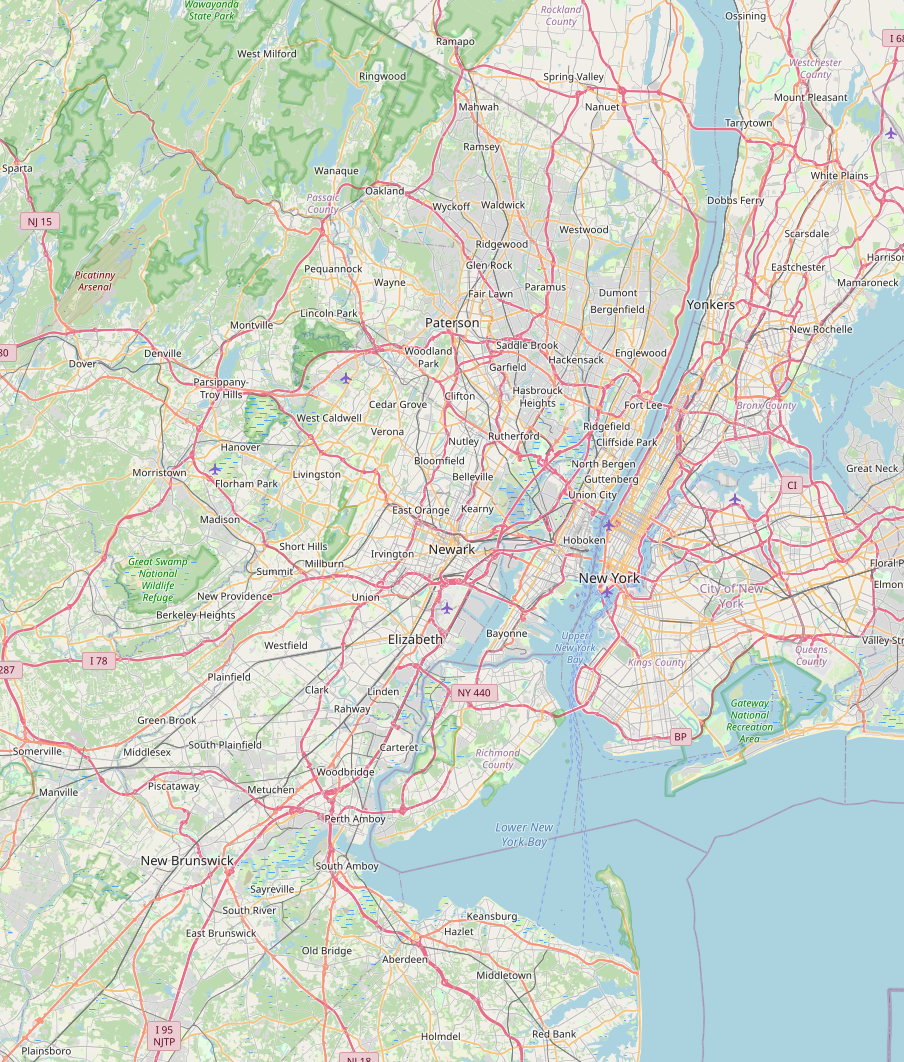 Wawayanda
State Park
Rockland
County
Ossining
Ramapo
I 68
West Milford
Westchester
County
Ringwood
Spring Valley
Mount Pleasant
Mahwah
Nanuet
Tarrytown
Ramsey
Sparta
Wanaque
White Plains
Oakland
Passaic
County
Wyckoff
Waldwick
Dobbs Ferry
NJ 15
Westwood
Scarsdale
Ridgewood
Harrison
Pequannock
Glen Rock
Eastchester
Picatinny
Arsenal
Wayne
Fair Lawn
Paramus
Dumont
Mamaroneck
Lincoln Park
Bergenfield
Yonkers
Montville
Paterson
New Rochelle
80
Denville
Woodland
Park
Saddle Brook
Englewood
Dover
Hackensack
Garfield
Parsippany-
Troy Hills
Clifton
Hasbrouck
Heights
Cedar Grove
Fort Lee
Bronx County
West Caldwell
Ridgefield
Verona
Nutley
Rutherford
Cliffside Park
Hanover
Bloomfield
North Bergen
Great Neck
Morristown
Livingston
Belleville
Guttenberg
Florham Park
CI
Union City
East Orange
Kearny
Madison
Hoboken
Short Hills
Irvington
Newark
Great Swamp
National
Wildlife
Refuge
Millburn
Floral P
Summit
New York
Elmon
New Providence
Union
City of New
York
Berkeley Heights
Elizabeth
Bayonne
Upper
New York
Bay
Valley Str
Westfield
Queens
County
I 78
Kings County
287
Plainfield
Clark
Linden
NY 440
Rahway
Gateway
National
Recreation
Area
Green Brook
BP
Somerville
Middlesex
South Plainfield
Carteret
Richmond
County
Woodbridge
Manville
Piscataway
Metuchen
Perth Amboy
Lower New
York Bay
New Brunswick
South Amboy
Sayreville
South River
Keansburg
East Brunswick
Hazlet
Old Bridge
Aberdeen
Middletown
I 95
NJTP
Holmdel
Red Bank
Plainsboro
NJ 18